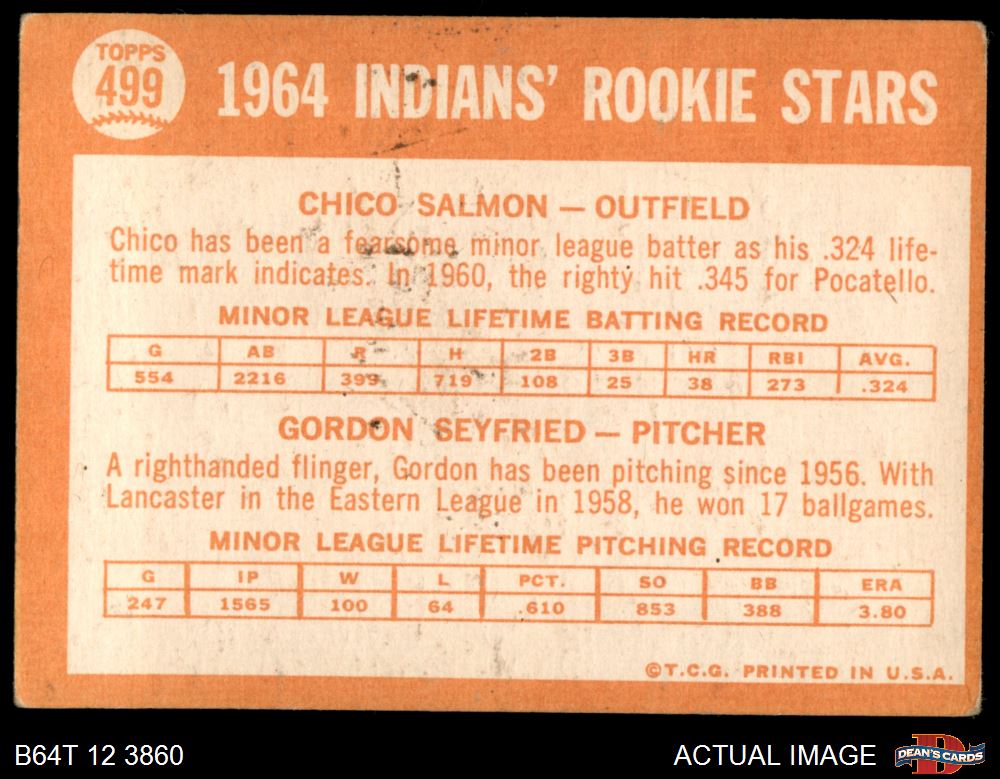 TOPPS
499
1964 INDIANS' ROOKIE STARS
CHICO SALMON — OUTFIELD
Chico has been a fearsome minor league batter as his .324 life-
time mark indicates. In 1960, the righty hit .345 for Pocatello.
MINOR LEAGUE LIFETIME BATTING RECORD
G AB R H 2B 3B HR RBI AVG.
554 2216 399 719 108 25 38 273 .324
GORDON SEYFRIED — PITCHER
A righthanded flinger, Gordon has been pitching since 1956. With
Lancaster in the Eastern League in 1958, he won 17 ballgames.
MINOR LEAGUE LIFETIME PITCHING RECORD
G IP W L PCT. SO BB ERA
247 1565 100 64 .610 853 388 3.80
©T.C.G. PRINTED IN U.S.A.
B64T 12 3860
ACTUAL IMAGE
D
DEAN'S CARDS